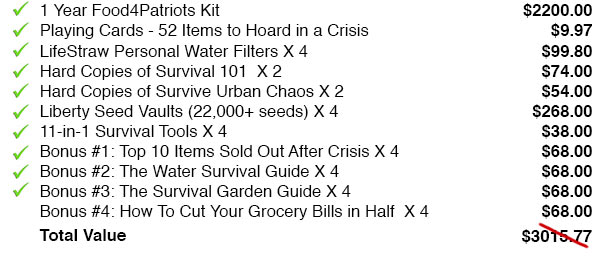 1 Year Food4Patriots Kit $2200.00
Playing Cards - 52 Items to Hoard in a Crisis $9.97
LifeStraw Personal Water Filters X 4 $99.80
Hard Copies of Survival 101 X 2 $74.00
Hard Copies of Survive Urban Chaos X 2 $54.00
Liberty Seed Vaults (22,000+ seeds) X 4 $268.00
11-in-1 Survival Tools X 4 $38.00
Bonus #1: Top 10 Items Sold Out After Crisis X 4 $68.00
Bonus #2: The Water Survival Guide X 4 $68.00
Bonus #3: The Survival Garden Guide X 4 $68.00
Bonus #4: How To Cut Your Grocery Bills in Half X 4 $68.00
Total Value $3015.77